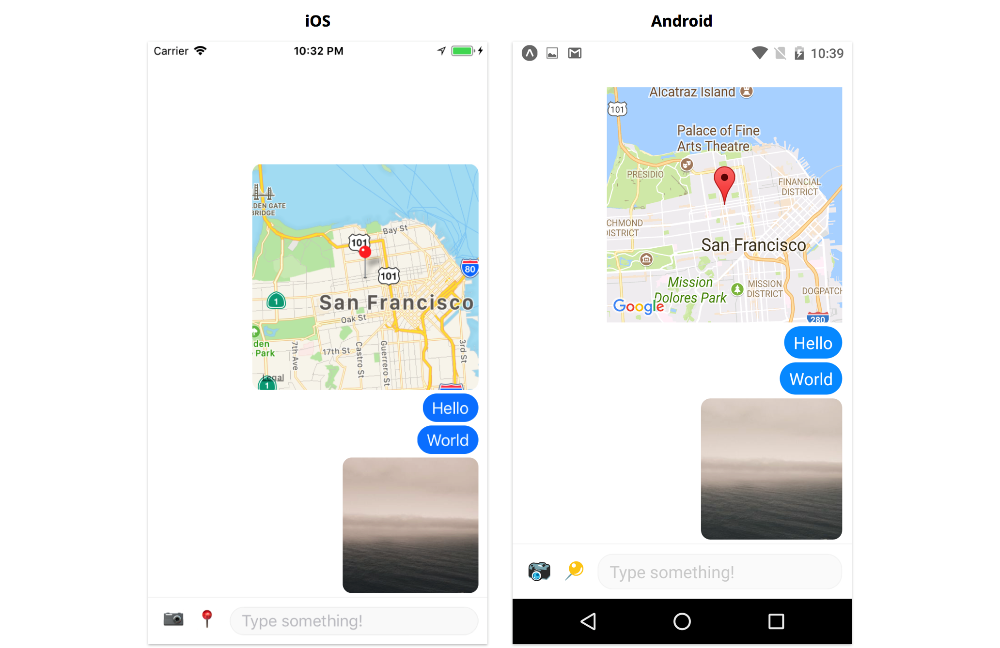 iOS
Carrier
10:32 PM
LDEN GATE
BRIDGE
Bay St
101
101
80
1
San Francisco
Oak St
den
Park
7th Ave
17th St
Castro St
Guerrero St
3rd St
Legal
1
Hello
World
Type something!
Android
10:39
Alcatraz Island
101
Palace of Fine
Arts Theatre
PRESIDIO
FINANCIAL
DISTRICT
CHMOND
DISTRICT
San Francisco
Mission
Dolores Park
MISSION
DISTRICT
DOGPATCH
Google
280
Hello
World
Type something!